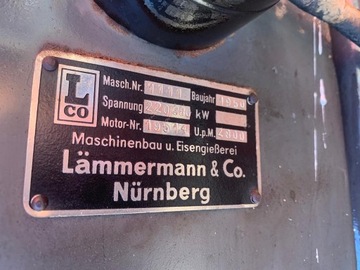 L
CO
Masch.Nr. Baujahr
Spannung kW
Motor-Nr. U.p.M.
Maschinenbau u. Eisengießerei
Lämmermann & Co.
Nürnberg